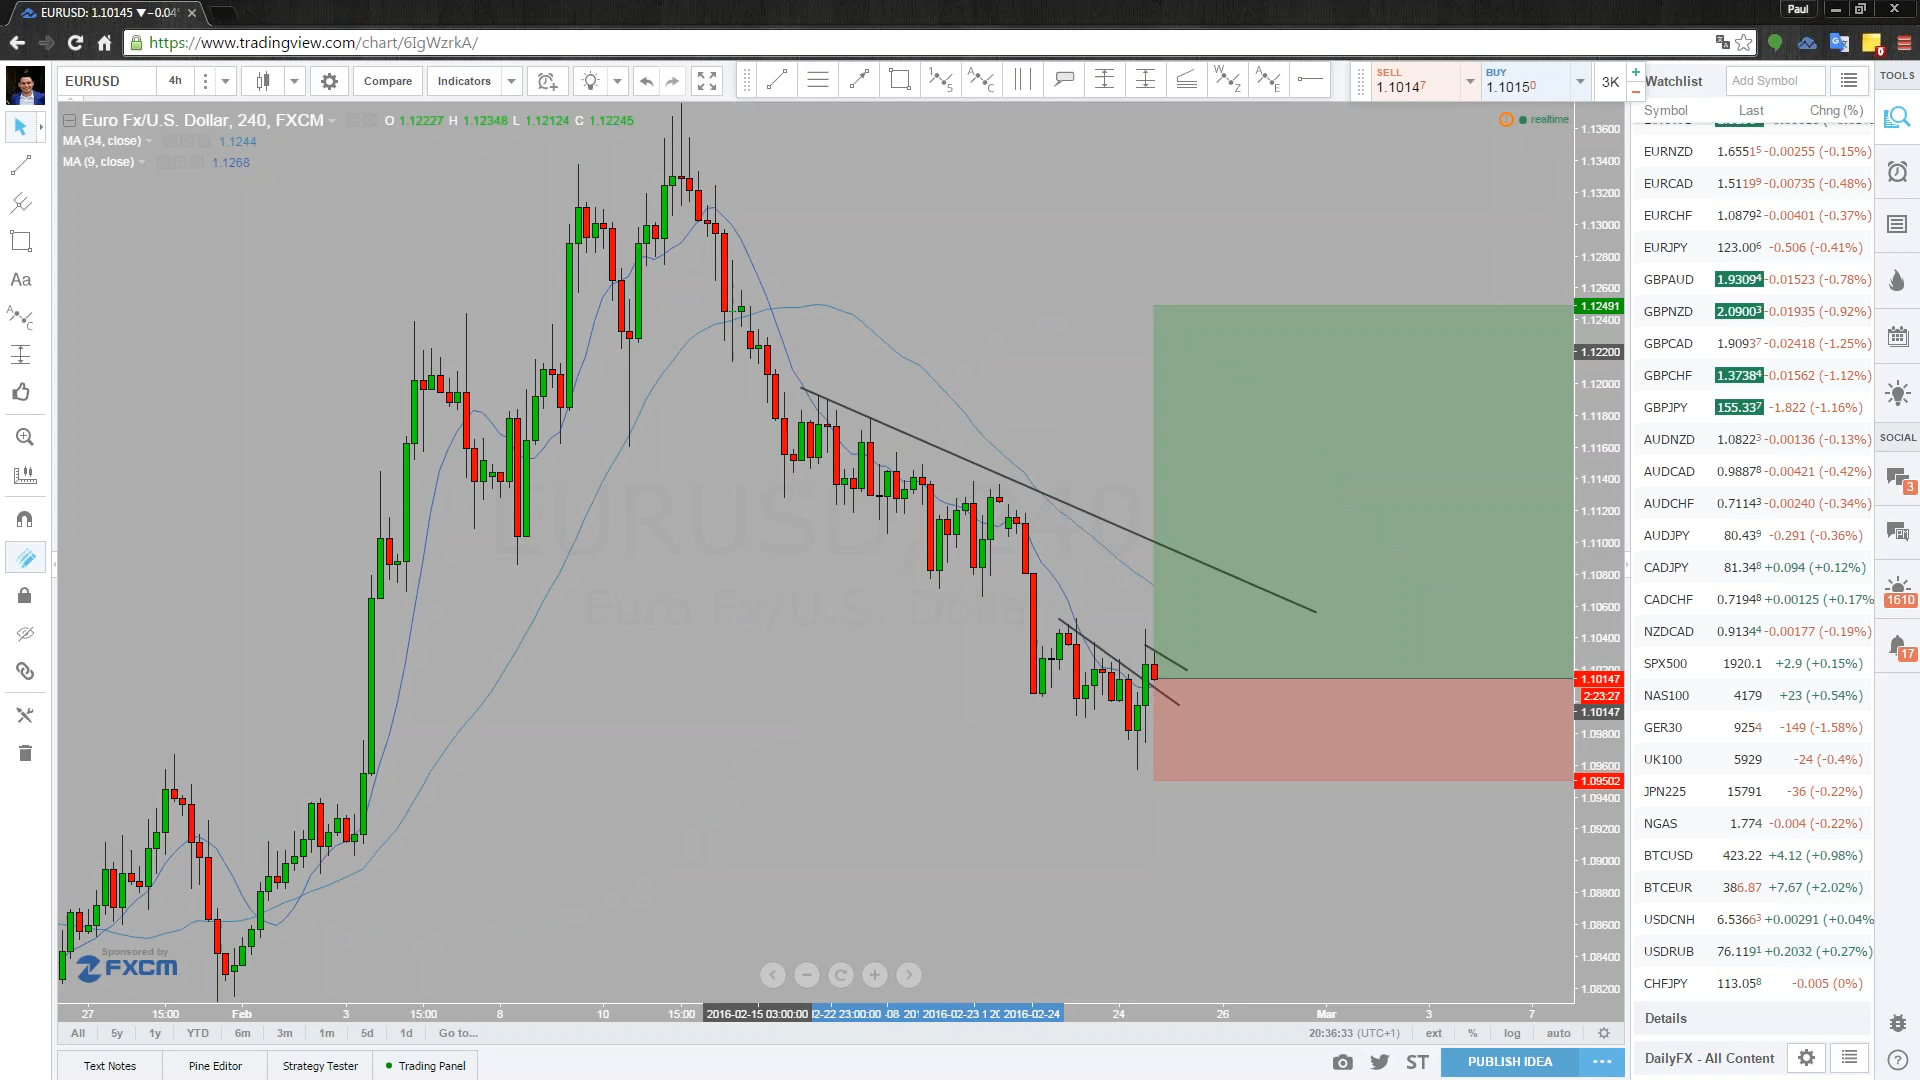 EURUSD: 1.10145 ▼−0.04
Paul
https://www.tradingview.com/chart/6IgWzrkA/
EURUSD 4h Compare Indicators
SELL 1.10147
BUY 1.10150
3K
Watchlist Add Symbol TOOLS
Symbol Last Chng (%)
Euro Fx/U.S. Dollar, 240, FXCM O 1.12227 H 1.12348 L 1.12124 C 1.12245
realtime
MA (34, close) 1.1244
MA (9, close) 1.1268
EURUSD, 240
Euro Fx/U.S. Dollar
1.13600
1.13400
1.13200
1.13000
1.12800
1.12600
1.12491
1.12400
1.12200
1.12000
1.11800
1.11600
1.11400
1.11200
1.11000
1.10800
1.10600
1.10400
1.10147
2:23:27
1.10147
1.09800
1.09600
1.09502
1.09400
1.09200
1.09000
1.08800
1.08600
1.08400
1.08200
EURNZD 1.65515 -0.00255 (-0.15%)
EURCAD 1.51199 -0.00735 (-0.48%)
EURCHF 1.08792 -0.00401 (-0.37%)
EURJPY 123.006 -0.506 (-0.41%)
GBPAUD 1.93094 -0.01523 (-0.78%)
GBPNZD 2.09003 -0.01935 (-0.92%)
GBPCAD 1.90937 -0.02418 (-1.25%)
GBPCHF 1.37384 -0.01562 (-1.12%)
GBPJPY 155.337 -1.822 (-1.16%)
AUDNZD 1.08223 -0.00136 (-0.13%)
AUDCAD 0.98878 -0.00421 (-0.42%)
AUDCHF 0.71143 -0.00240 (-0.34%)
AUDJPY 80.439 -0.291 (-0.36%)
CADJPY 81.348 +0.094 (+0.12%)
CADCHF 0.71948 +0.00125 (+0.17%
NZDCAD 0.91344 -0.00177 (-0.19%)
SPX500 1920.1 +2.9 (+0.15%)
NAS100 4179 +23 (+0.54%)
GER30 9254 -149 (-1.58%)
UK100 5929 -24 (-0.4%)
JPN225 15791 -36 (-0.22%)
NGAS 1.774 -0.004 (-0.22%)
BTCUSD 423.22 +4.12 (+0.98%)
BTCEUR 386.87 +7.67 (+2.02%)
USDCNH 6.53663 +0.00291 (+0.04%
USDRUB 76.1191 +0.2032 (+0.27%)
CHFJPY 113.058 -0.005 (0%)
SOCIAL
3
1610
17
Sponsored by
FXCM
27 15:00 Feb 3 15:00 8 10 15:00 2016-02-15 03:00:00 2-22 23:00:00 2016-02-23 2016-02-24 24 26 Mar 3 7
All 5y 1y YTD 6m 3m 1m 5d 1d Go to... 20:36:33 (UTC+1) ext % log auto
Details
Text Notes Pine Editor Strategy Tester Trading Panel ST PUBLISH IDEA ...
DailyFX - All Content